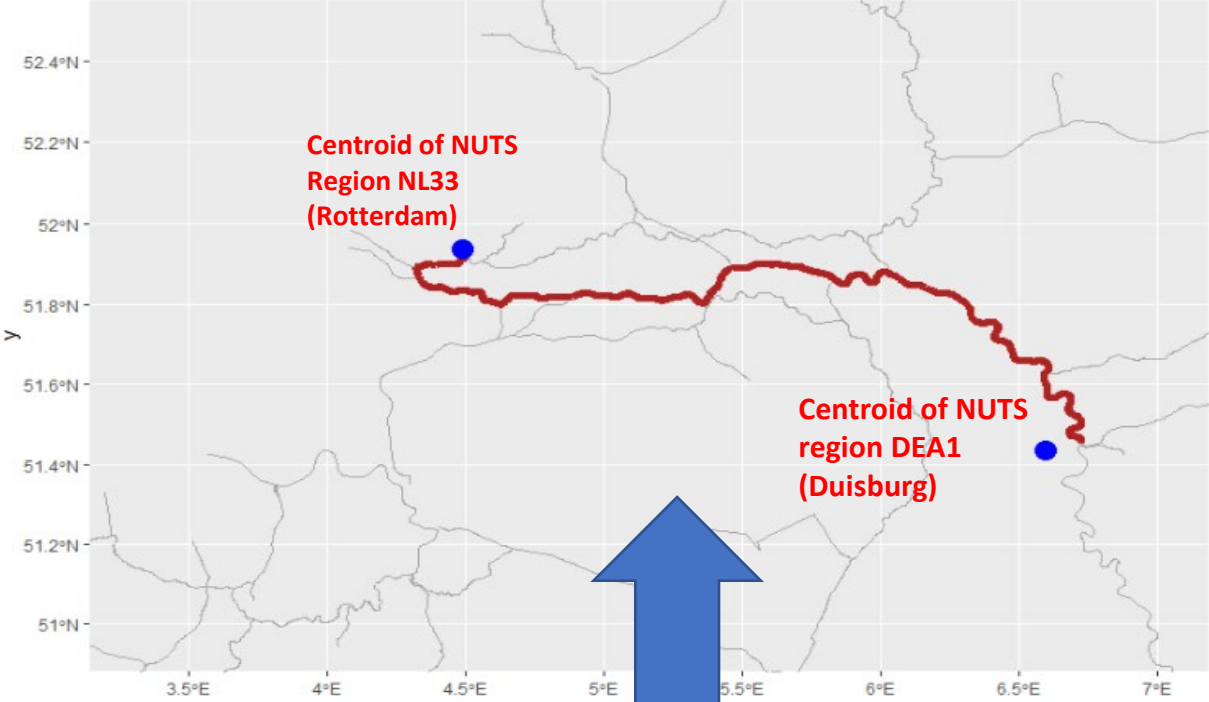 52.4°N
52.2°N
52°N
51.8°N
51.6°N
51.4°N
51.2°N
51°N
y
Centroid of NUTS
Region NL33
(Rotterdam)
Centroid of NUTS
region DEA1
(Duisburg)
3.5°E
4°E
4.5°E
5°E
5.5°E
6°E
6.5°E
7°E